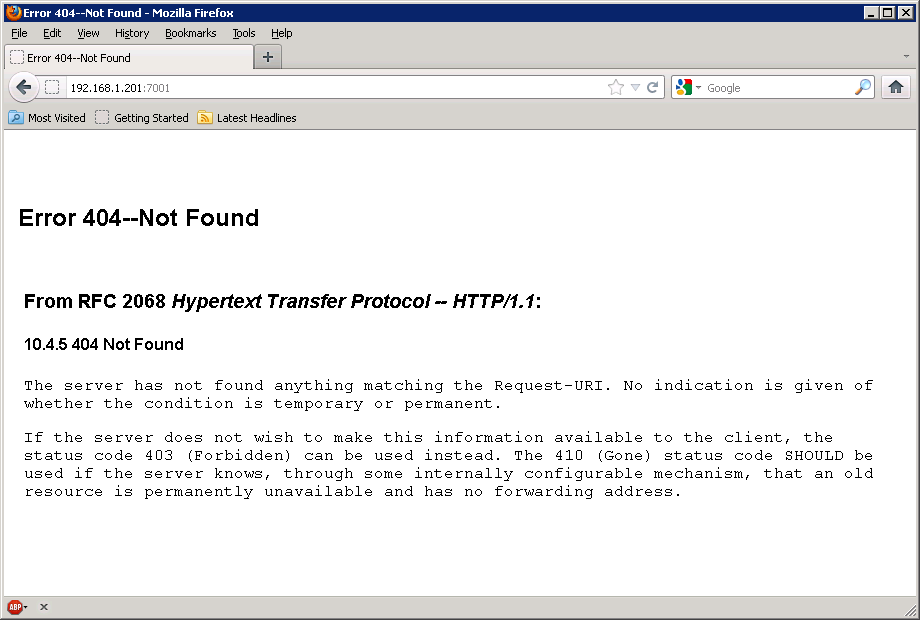 Error 404--Not Found - Mozilla Firefox
File Edit View History Bookmarks Tools Help
Error 404--Not Found
192.168.1.201:7001
Google
Most Visited Getting Started Latest Headlines
Error 404--Not Found
From RFC 2068 Hypertext Transfer Protocol -- HTTP/1.1:
10.4.5 404 Not Found
The server has not found anything matching the Request-URI. No indication is given of
whether the condition is temporary or permanent.
If the server does not wish to make this information available to the client, the
status code 403 (Forbidden) can be used instead. The 410 (Gone) status code SHOULD be
used if the server knows, through some internally configurable mechanism, that an old
resource is permanently unavailable and has no forwarding address.
ABP